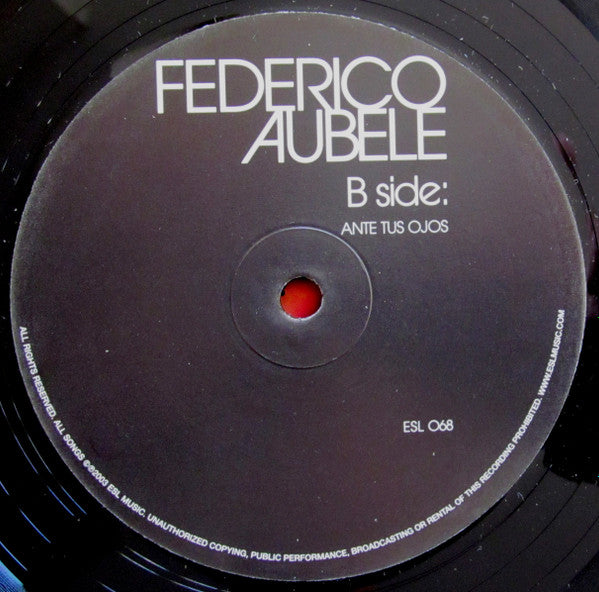 FEDERICO
AUBELE
B side:
ANTE TUS OJOS
ESL 068
ALL RIGHTS RESERVED. ALL SONGS ©℗2003 ESL MUSIC. UNAUTHORIZED COPYING, PUBLIC PERFORMANCE, BROADCASTING OR RENTAL OF THIS RECORDING PROHIBITED. WWW.ESLMUSIC.COM